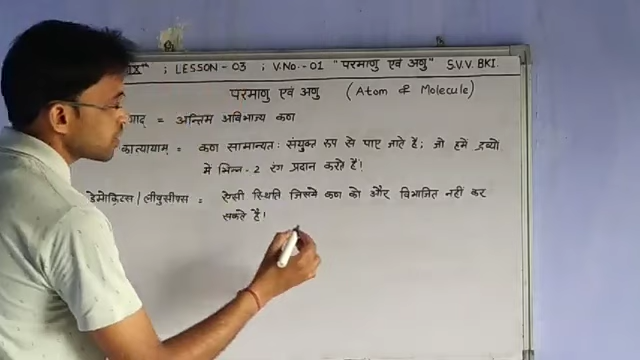 IXth ; LESSON - 03 ; V.No.- 01 "परमाणु एवं अणु" S.V.V. BKI.
परमाणु एवं अणु (Atom & Molecule)
= अन्तिम अविभाज्य कण
कात्यायाम् = कण सामान्यतः संयुक्त रूप से पाए जाते हैं; जो हमें द्रव्यो
में भिन्न-2 रंग प्रदान करते हैं!
डेमोक्रिटस / लीयुसीपस = ऐसी स्थिति जिसमे कण को और विभाजित नहीं कर
सकते हैं!